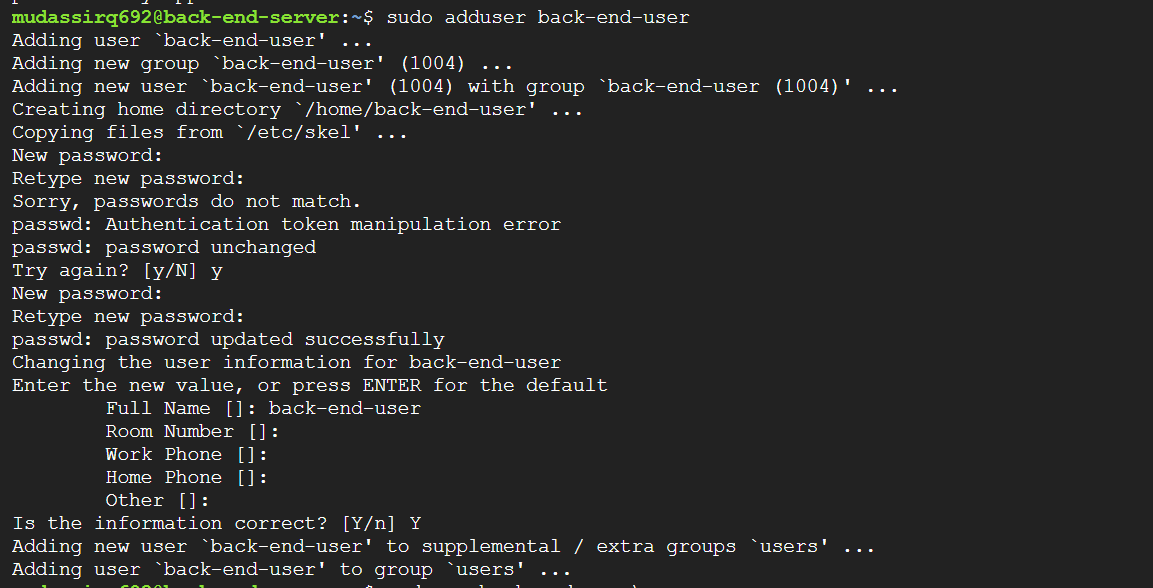 mudassirq692@back-end-server:~$ sudo adduser back-end-user
Adding user `back-end-user' ...
Adding new group `back-end-user' (1004) ...
Adding new user `back-end-user' (1004) with group `back-end-user (1004)' ...
Creating home directory `/home/back-end-user' ...
Copying files from `/etc/skel' ...
New password:
Retype new password:
Sorry, passwords do not match.
passwd: Authentication token manipulation error
passwd: password unchanged
Try again? [y/N] y
New password:
Retype new password:
passwd: password updated successfully
Changing the user information for back-end-user
Enter the new value, or press ENTER for the default
Full Name []: back-end-user
Room Number []:
Work Phone []:
Home Phone []:
Other []:
Is the information correct? [Y/n] Y
Adding new user `back-end-user' to supplemental / extra groups `users' ...
Adding user `back-end-user' to group `users' ...